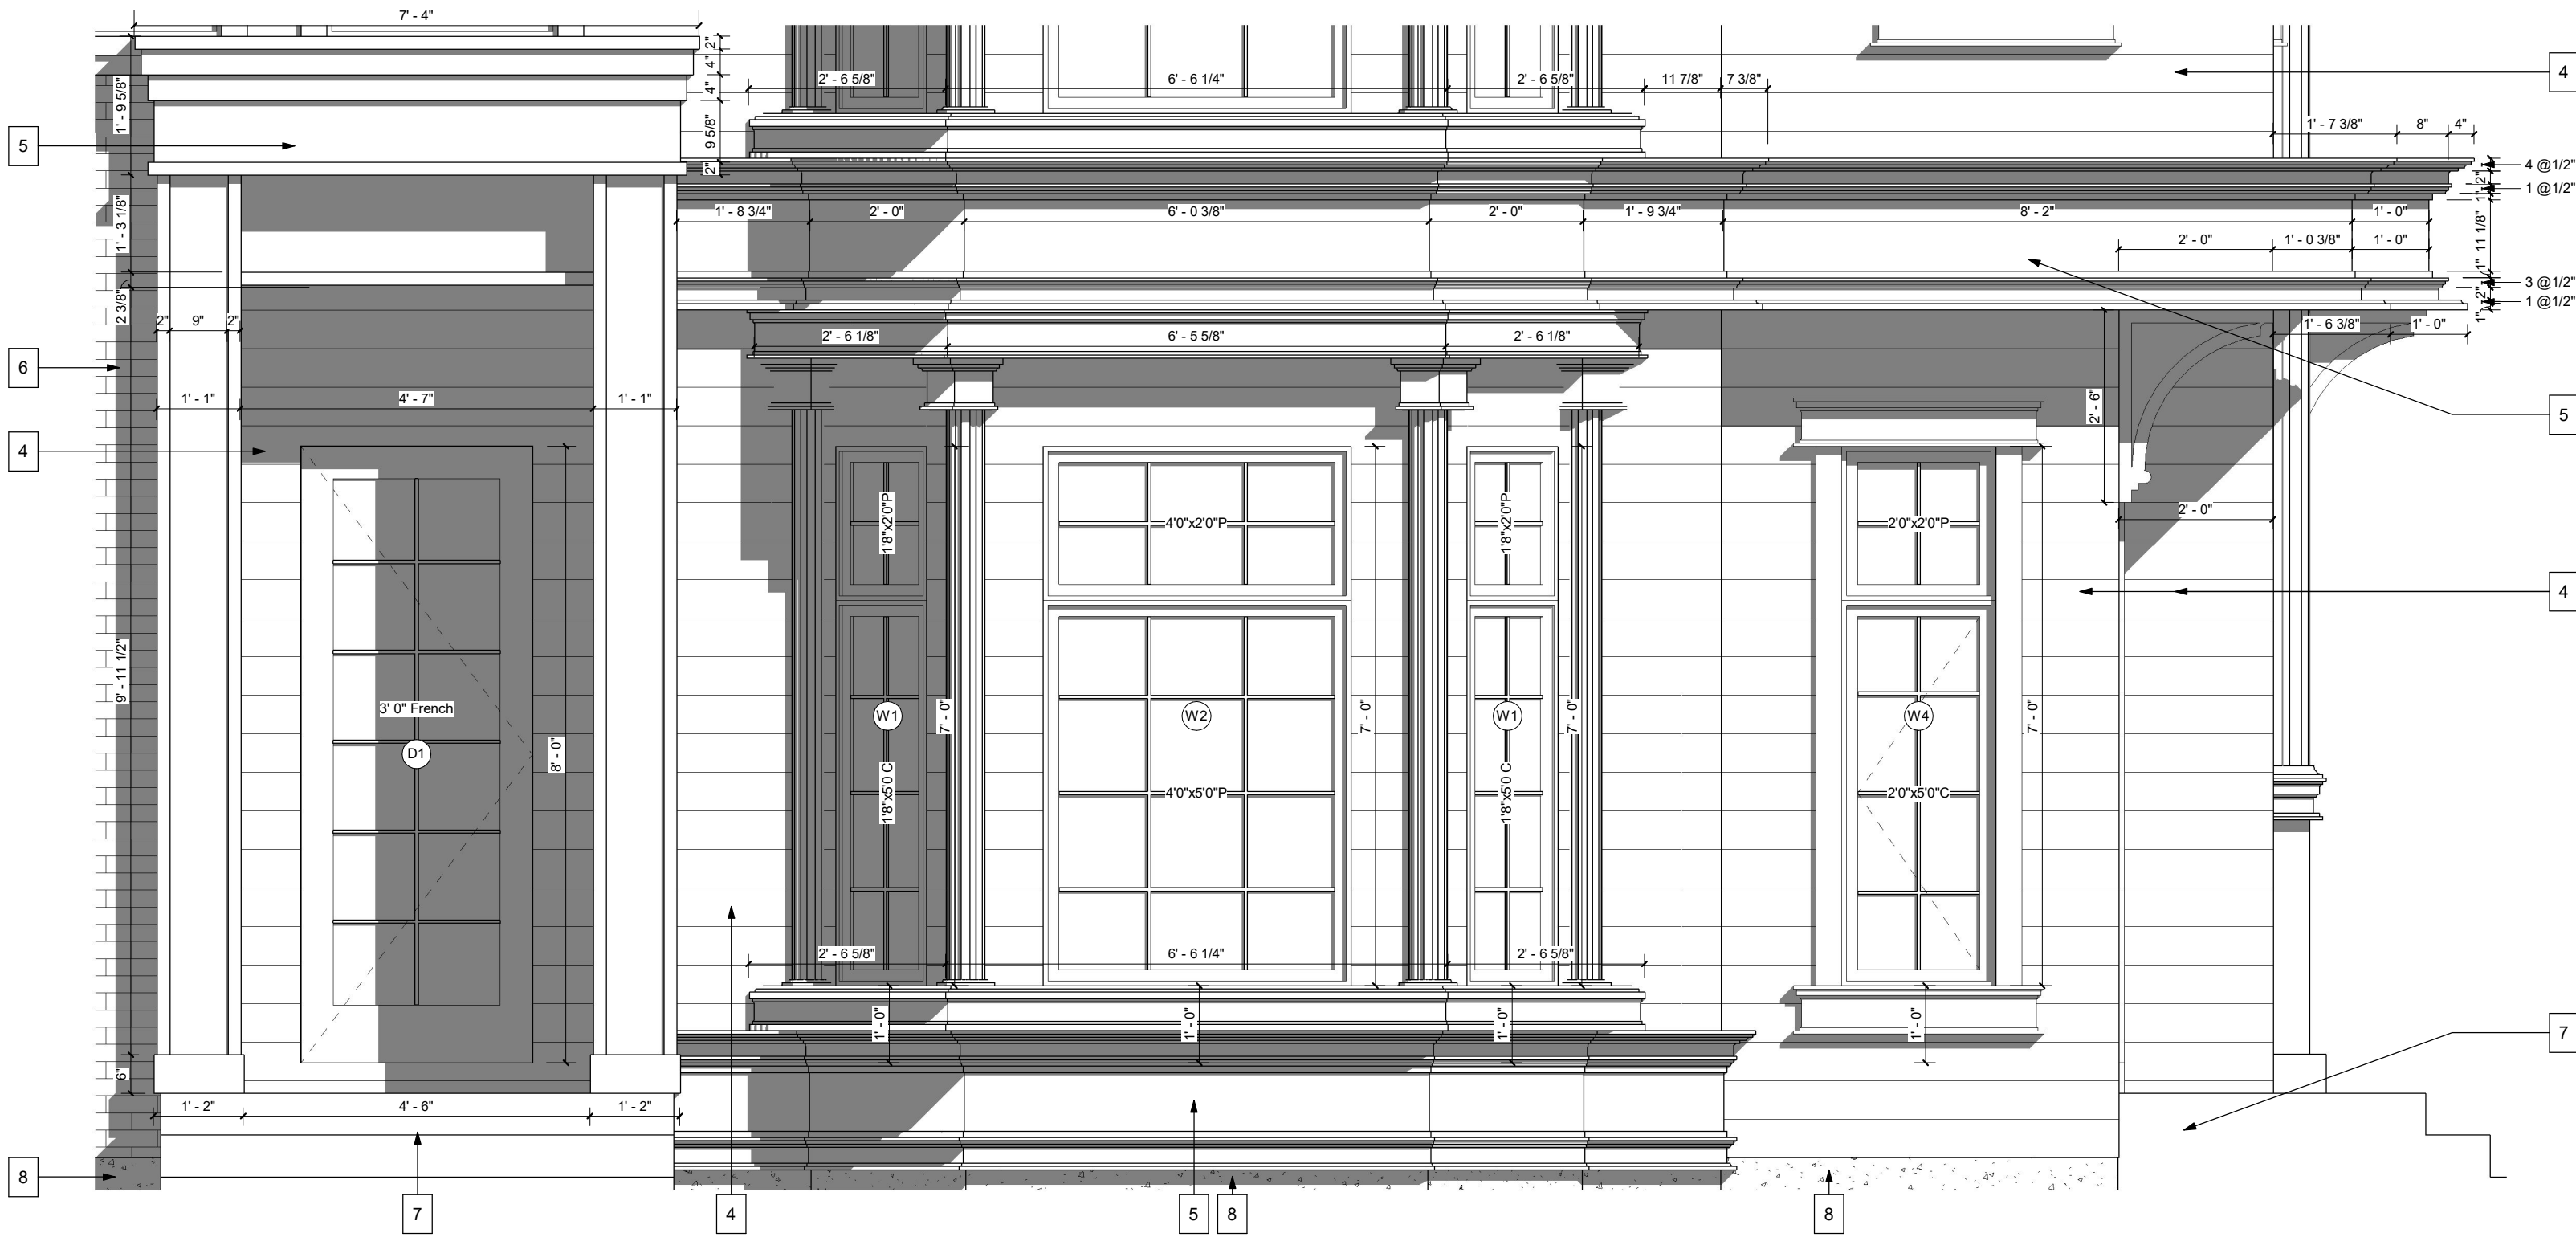 7' - 4"
2"
4"
4"
9 5/8"
2"
1' - 9 5/8"
2' - 6 5/8"
6' - 6 1/4"
2' - 6 5/8"
11 7/8"
7 3/8"
4
1' - 7 3/8"
8"
4"
5
4 @1/2"
2"
1 @1/2"
1"
1' - 3 1/8"
1' - 8 3/4"
2' - 0"
6' - 0 3/8"
2' - 0"
1' - 9 3/4"
8' - 2"
1' - 0"
11 1/8"
2' - 0"
1' - 0 3/8"
1' - 0"
1"
3 @1/2"
2"
1 @1/2"
1"
2 3/8"
2"
9"
2"
2' - 6 1/8"
6' - 5 5/8"
2' - 6 1/8"
1' - 6 3/8"
1' - 0"
6
1' - 1"
4' - 7"
1' - 1"
2' - 6"
5
4
1'8"x2'0"P
4'0"x2'0"P
1'8"x2'0"P
2'0"x2'0"P
2' - 0"
4
9' - 11 1/2"
3' 0" French
D1
8' - 0"
W1
7' - 0"
W2
7' - 0"
W1
7' - 0"
W4
7' - 0"
1'8"x5'0 C
4'0"x5'0"P
1'8"x5'0 C
2'0"x5'0"C
2' - 6 5/8"
6' - 6 1/4"
2' - 6 5/8"
1' - 0"
1' - 0"
1' - 0"
1' - 0"
7
6"
1' - 2"
4' - 6"
1' - 2"
8
7
4
5
8
8